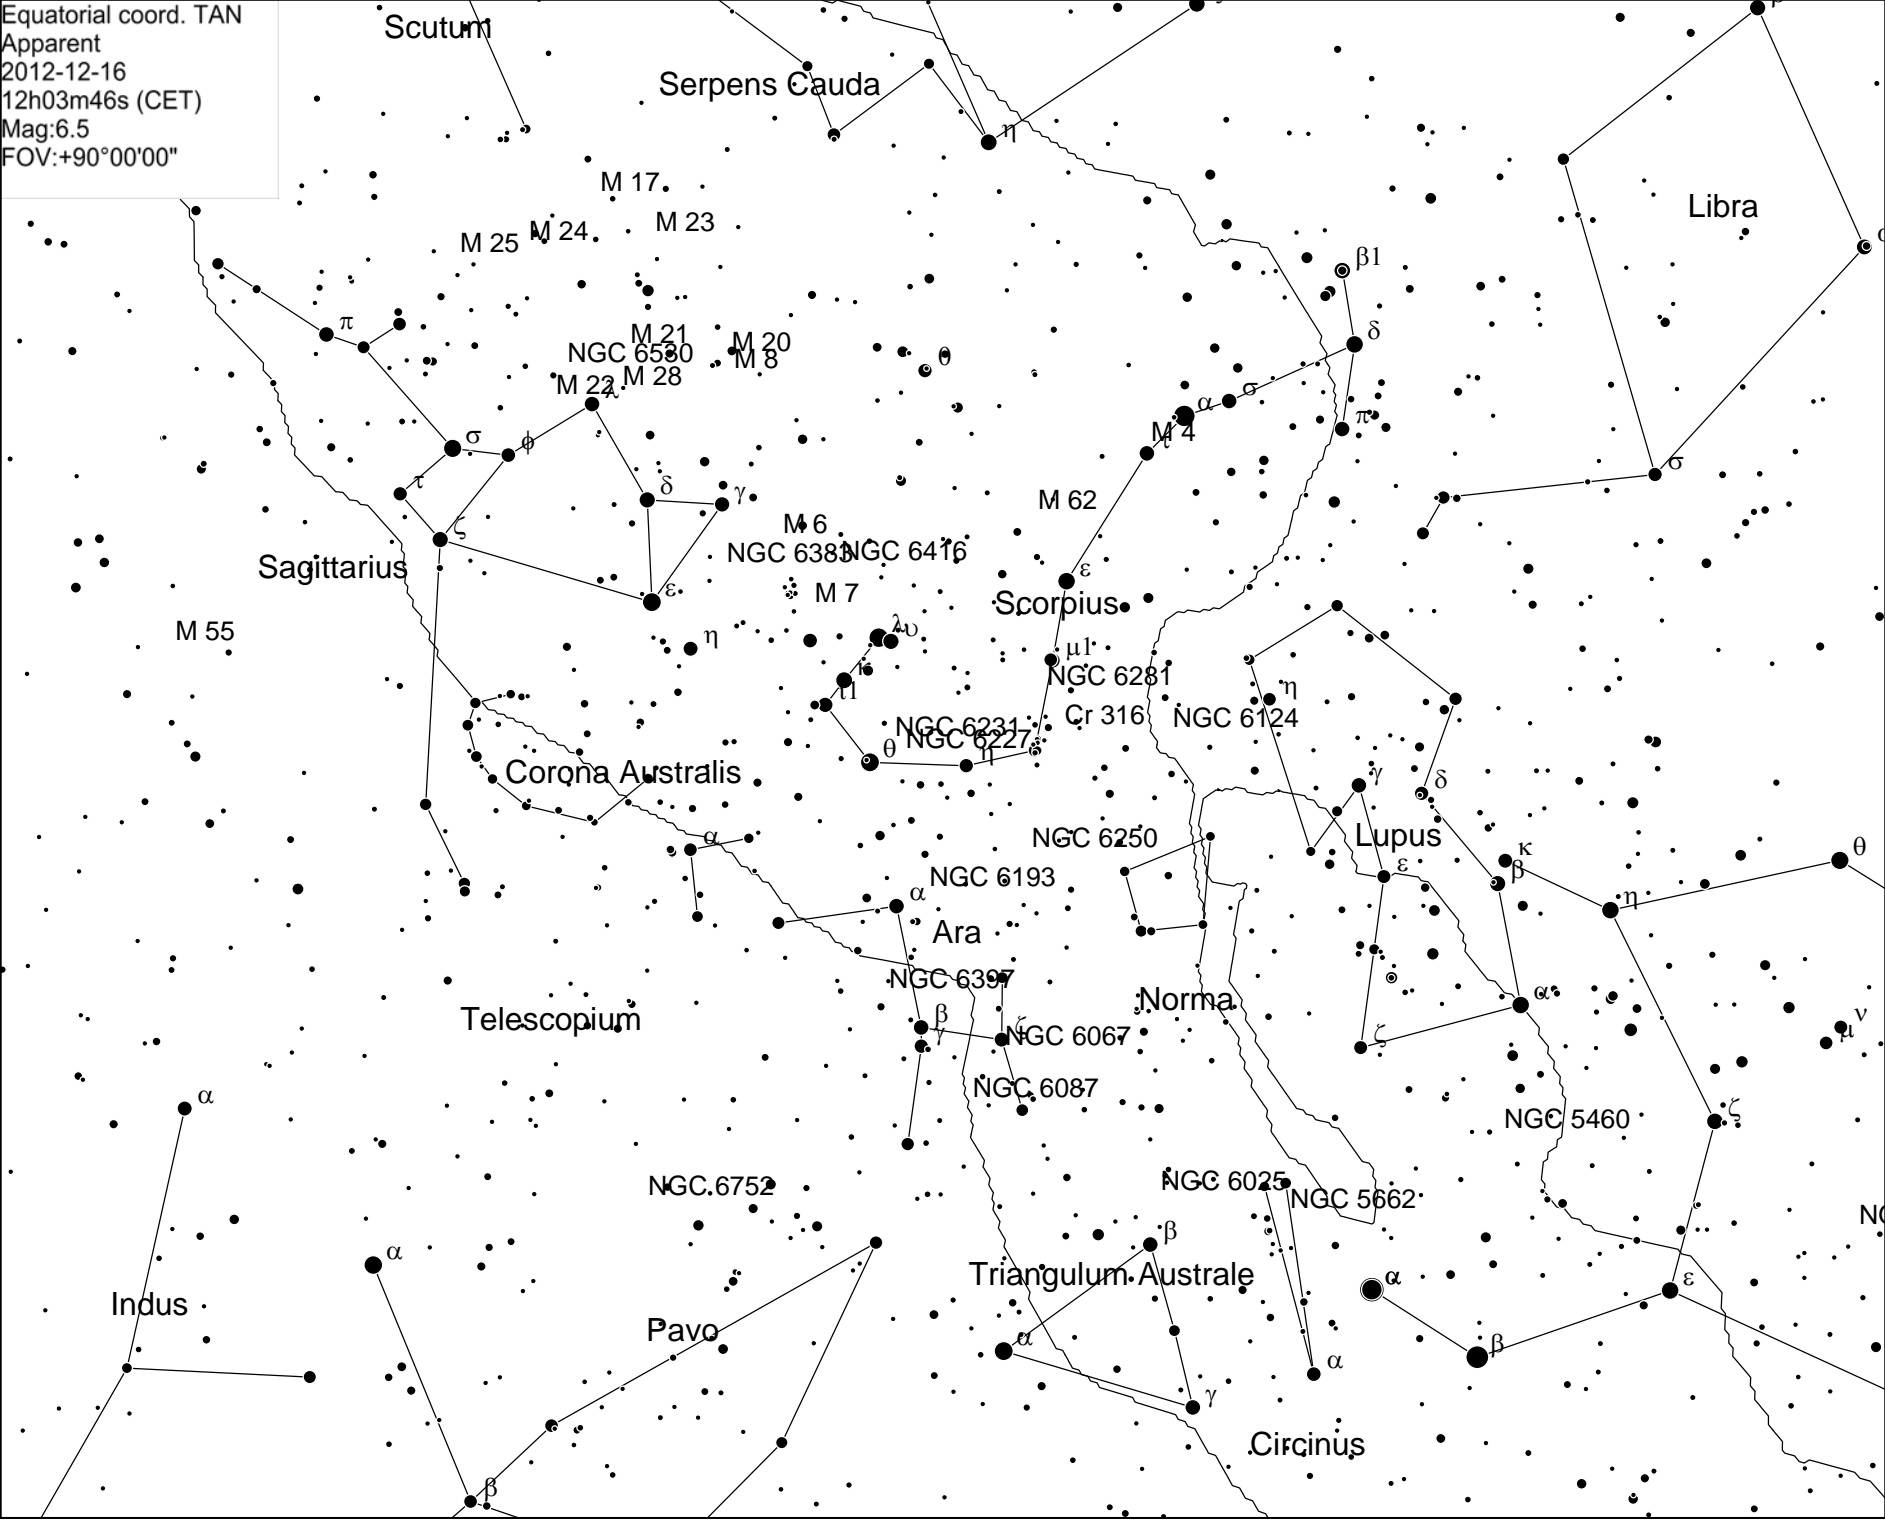 Equatorial coord. TAN
Apparent
2012-12-16
12h03m46s (CET)
Mag:6.5
FOV:+90°00'00"
Scutum
Serpens Cauda
η
M 17
Libra
M 23
M 24
M 25
β1
π
M 21
M 20
δ
NGC 6530
M 8
θ
M 28
M 22
λ
α
σ
M 4
τ
π
σ
φ
σ
τ
δ
γ
M 62
ζ
M 6
NGC 6383
NGC 6416
Sagittarius
ε
M 7
ε
Scorpius
M 55
η
λ
υ
κ
μ1
NGC 6281
ι1
η
NGC 6231
Cr 316
NGC 6124
NGC 6227
θ
η
Corona Australis
γ
δ
α
NGC 6250
Lupus
κ
θ
β
ε
NGC 6193
α
η
Ara
NGC 6397
Norma
α
Telescopium
β
γ
ζ
NGC 6067
ζ
ν
μ
NGC 6087
α
NGC 5460
ζ
NGC 6752
NGC 6025
NGC 5662
β
α
Triangulum Australe
α
ε
Indus
Pavo
α
β
α
γ
Circinus
β